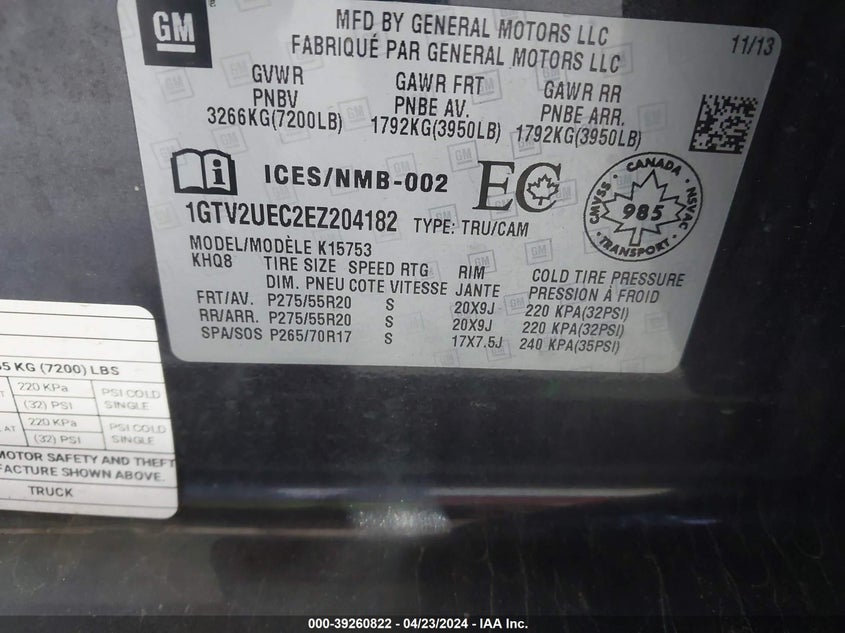 GM
MFD BY GENERAL MOTORS LLC
FABRIQUÉ PAR GENERAL MOTORS LLC
11/13
GVWR GAWR FRT GAWR RR
PNBV PNBE AV. PNBE ARR.
3266KG(7200LB) 1792KG(3950LB) 1792KG(3950LB)
i ICES/NMB-002 EC
CANADA
CMVSS 985 NSVAC
TRANSPORT
1GTV2UEC2EZ204182 TYPE: TRU/CAM
MODEL/MODÈLE K15753
KHQ8 TIRE SIZE SPEED RTG RIM COLD TIRE PRESSURE
DIM. PNEU COTE VITESSE JANTE PRESSION À FROID
FRT/AV. P275/55R20 S 20X9J 220 KPA(32PSI)
RR/ARR. P275/55R20 S 20X9J 220 KPA(32PSI)
SPA/SOS P265/70R17 S 17X7.5J 240 KPA(35PSI)
KG (7200) LBS
220 KPa PSI COLD
(32) PSI SINGLE
220 KPa PSI COLD
(32) PSI SINGLE
MOTOR SAFETY AND THEFT
FACTURE SHOWN ABOVE.
TRUCK
000-39260822 - 04/23/2024 - IAA Inc.